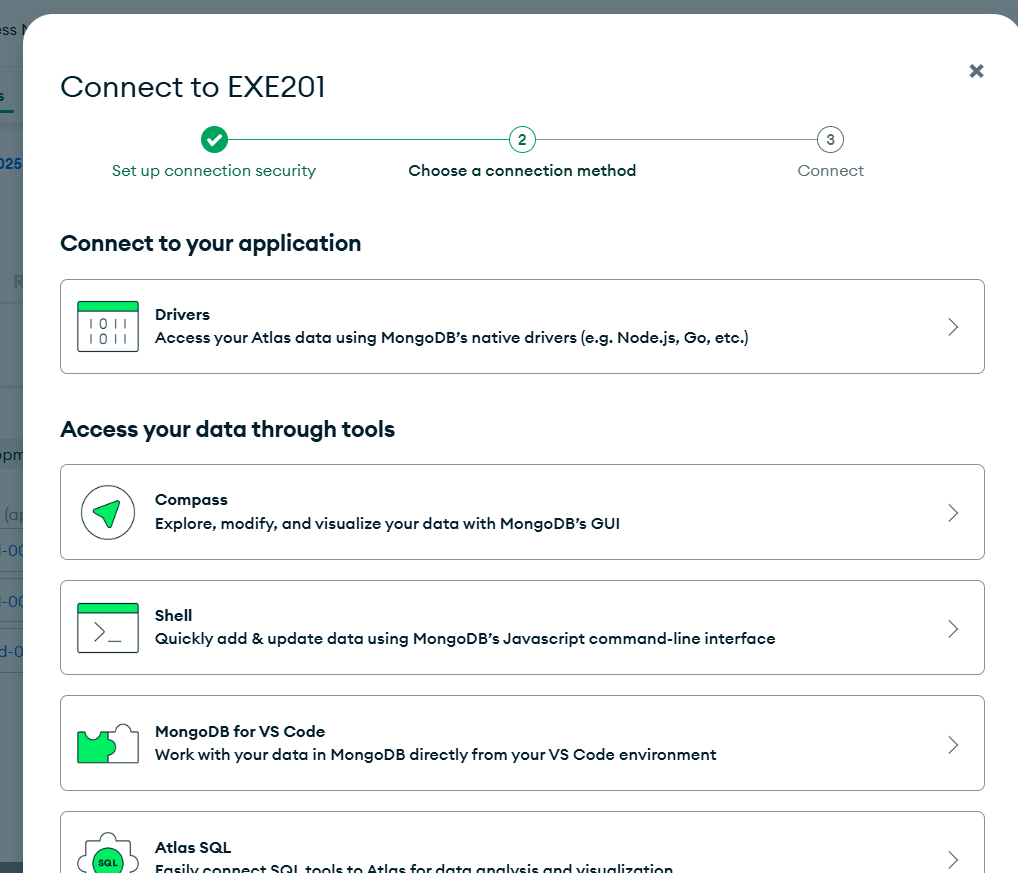 Connect to EXE201
2
3
Set up connection security
Choose a connection method
Connect
025
Connect to your application
1011
1011
Drivers
Access your Atlas data using MongoDB’s native drivers (e.g. Node.js, Go, etc.)
Access your data through tools
Compass
Explore, modify, and visualize your data with MongoDB’s GUI
Shell
Quickly add & update data using MongoDB’s Javascript command-line interface
MongoDB for VS Code
Work with your data in MongoDB directly from your VS Code environment
SQL
Atlas SQL
Easily connect SQL tools to Atlas for data analysis and visualization